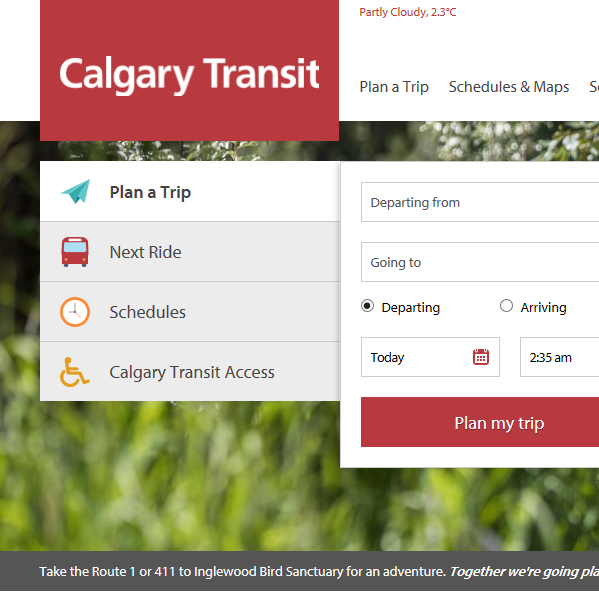 Partly Cloudy, 2.3°C
Calgary Transit
Plan a Trip Schedules & Maps
Plan a Trip
Next Ride
Schedules
Calgary Transit Access
Departing from
Going to
Departing Arriving
Today 2:35 am
Plan my trip
Take the Route 1 or 411 to Inglewood Bird Sanctuary for an adventure. Together we're going